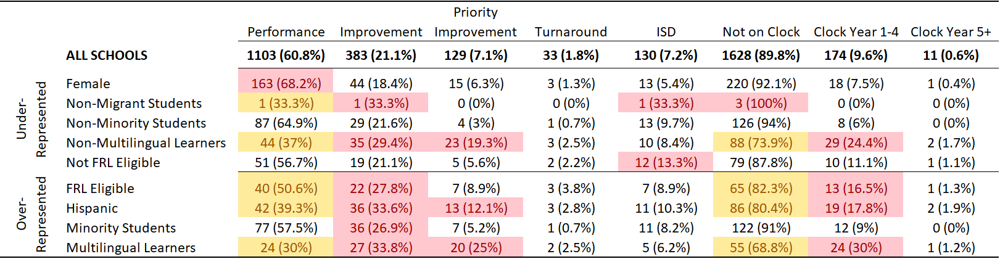 Priority
Performance Improvement Improvement Turnaround ISD Not on Clock Clock Year 1-4 Clock Year 5+
ALL SCHOOLS 1103 (60.8%) 383 (21.1%) 129 (7.1%) 33 (1.8%) 130 (7.2%) 1628 (89.8%) 174 (9.6%) 11 (0.6%)
Under-
Represented
Female 163 (68.2%) 44 (18.4%) 15 (6.3%) 3 (1.3%) 13 (5.4%) 220 (92.1%) 18 (7.5%) 1 (0.4%)
Non-Migrant Students 1 (33.3%) 1 (33.3%) 0 (0%) 0 (0%) 1 (33.3%) 3 (100%) 0 (0%) 0 (0%)
Non-Minority Students 87 (64.9%) 29 (21.6%) 4 (3%) 1 (0.7%) 13 (9.7%) 126 (94%) 8 (6%) 0 (0%)
Non-Multilingual Learners 44 (37%) 35 (29.4%) 23 (19.3%) 3 (2.5%) 10 (8.4%) 88 (73.9%) 29 (24.4%) 2 (1.7%)
Not FRL Eligible 51 (56.7%) 19 (21.1%) 5 (5.6%) 2 (2.2%) 12 (13.3%) 79 (87.8%) 10 (11.1%) 1 (1.1%)
Over-
Represented
FRL Eligible 40 (50.6%) 22 (27.8%) 7 (8.9%) 3 (3.8%) 7 (8.9%) 65 (82.3%) 13 (16.5%) 1 (1.3%)
Hispanic 42 (39.3%) 36 (33.6%) 13 (12.1%) 3 (2.8%) 11 (10.3%) 86 (80.4%) 19 (17.8%) 2 (1.9%)
Minority Students 77 (57.5%) 36 (26.9%) 7 (5.2%) 1 (0.7%) 11 (8.2%) 122 (91%) 12 (9%) 0 (0%)
Multilingual Learners 24 (30%) 27 (33.8%) 20 (25%) 2 (2.5%) 5 (6.2%) 55 (68.8%) 24 (30%) 1 (1.2%)